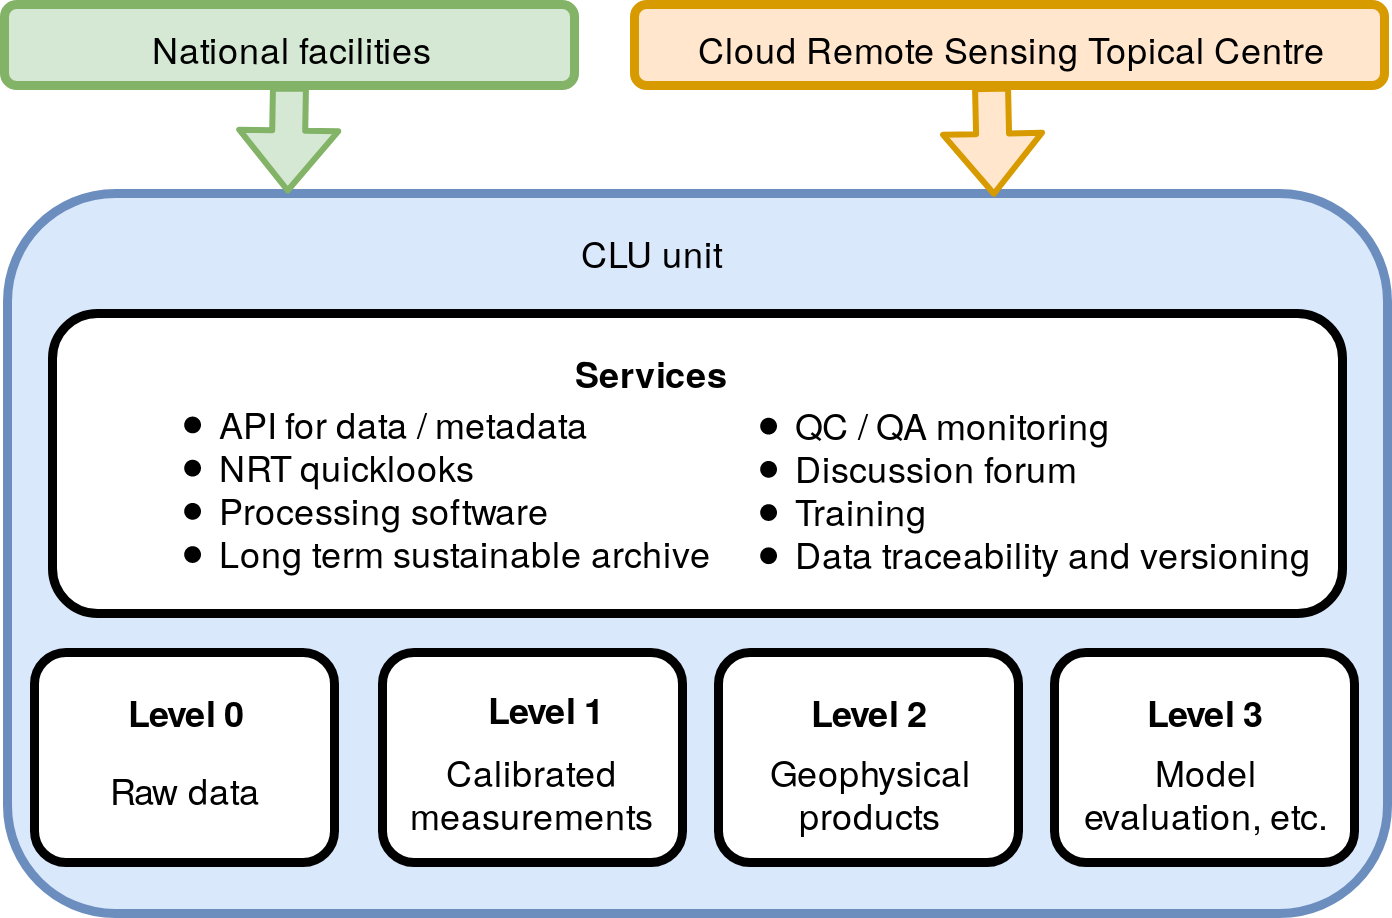 National facilities
Cloud Remote Sensing Topical Centre
CLU unit
Services
● API for data / metadata
● NRT quicklooks
● Processing software
● Long term sustainable archive
● QC / QA monitoring
● Discussion forum
● Training
● Data traceability and versioning
Level 0
Raw data
Level 1
Calibrated
measurements
Level 2
Geophysical
products
Level 3
Model
evaluation, etc.